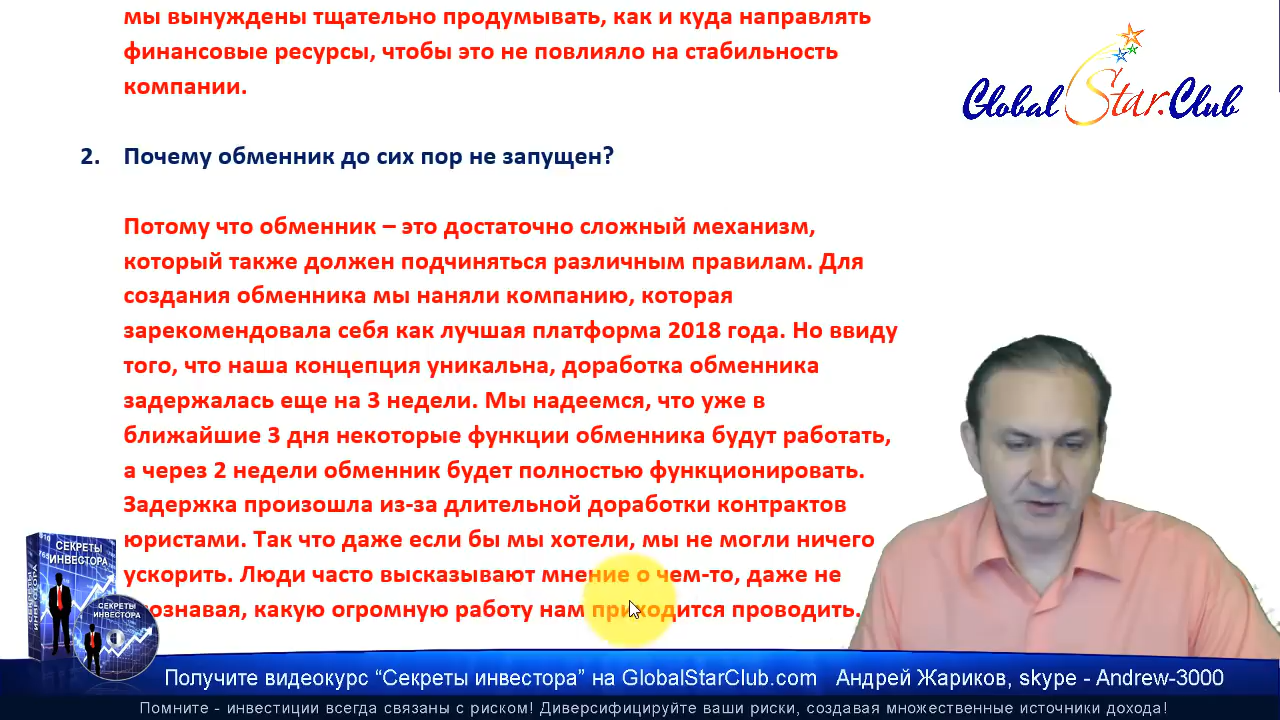 мы вынуждены тщательно продумывать, как и куда направлять
финансовые ресурсы, чтобы это не повлияло на стабильность
компании.
Global Star.Club
2. Почему обменник до сих пор не запущен?
Потому что обменник – это достаточно сложный механизм,
который также должен подчиняться различным правилам. Для
создания обменника мы наняли компанию, которая
зарекомендовала себя как лучшая платформа 2018 года. Но ввиду
того, что наша концепция уникальна, доработка обменника
задержалась еще на 3 недели. Мы надеемся, что уже в
ближайшие 3 дня некоторые функции обменника будут работать,
а через 2 недели обменник будет полностью функционировать.
Задержка произошла из-за длительной доработки контрактов
юристами. Так что даже если бы мы хотели, мы не могли ничего
ускорить. Люди часто высказывают мнение о чем-то, даже не
ознавая, какую огромную работу нам приходится проводить.
СЕКРЕТЫ
ИНВЕСТОРА
СЕКРЕТЫ
ИНВЕСТОРА
СЕКРЕТЫ
ИНВЕСТОРА
Получите видеокурс “Секреты инвестора” на GlobalStarClub.com Андрей Жариков, skype - Andrew-3000
Помните - инвестиции всегда связаны с риском! Диверсифицируйте ваши риски, создавая множественные источники дохода!